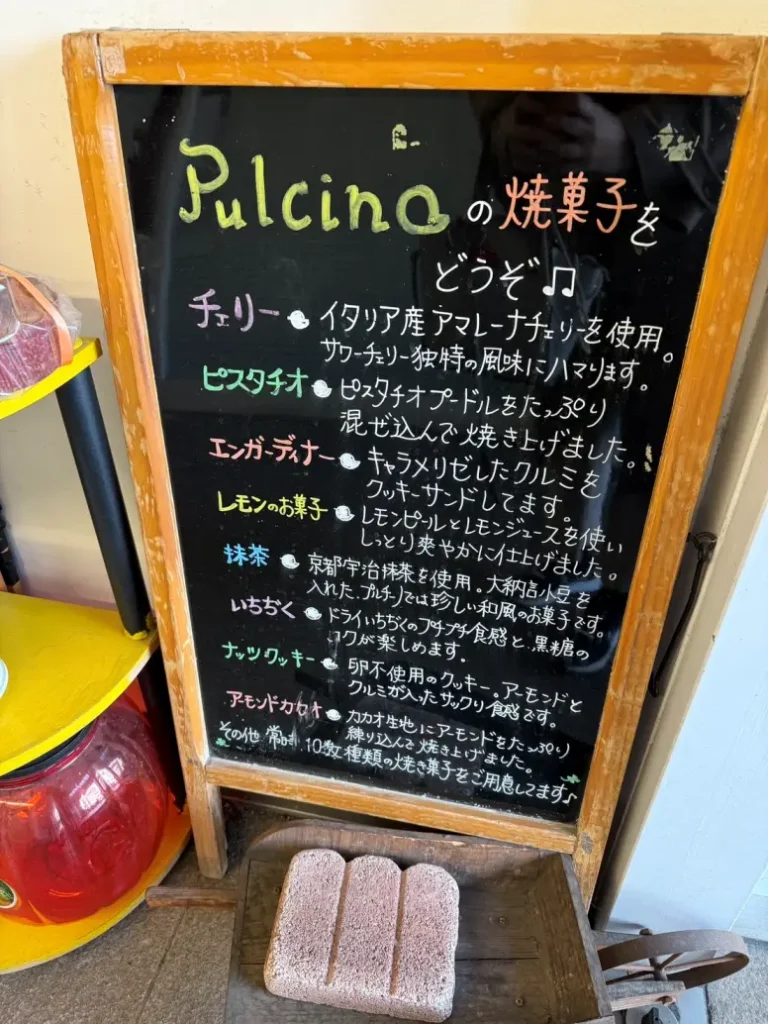 Pulcinoの焼菓子を
どうぞ♫
チェリー イタリア産アマレーナチェリーを使用。
サワーチェリー独特の風味にハマります。
ピスタチオ ピスタチオプードルをたっぷり
混ぜ込んで焼き上げました。
エンガーディナー キャラメリゼしたクルミを
クッキーサンドしてます。
レモンのお菓子 レモンピールとレモンジュースを使い
しっとり爽やかに仕上げました。
抹茶 京都宇治抹茶を使用。大納言小豆を
入れた、プルチーノでは珍しい和風のお菓子です。
いちぢく ドライいちぢくのプチプチ食感と、黒糖の
コクが楽しめます。
ナッツクッキー 卵不使用のクッキー。アーモンドと
クルミが入ったサックリ食感です。
アモンドカカオ カカオ生地にアーモンドをたっぷり
練り込んで焼き上げました。
その他 常時、10数種類の焼き菓子をご用意してます♪